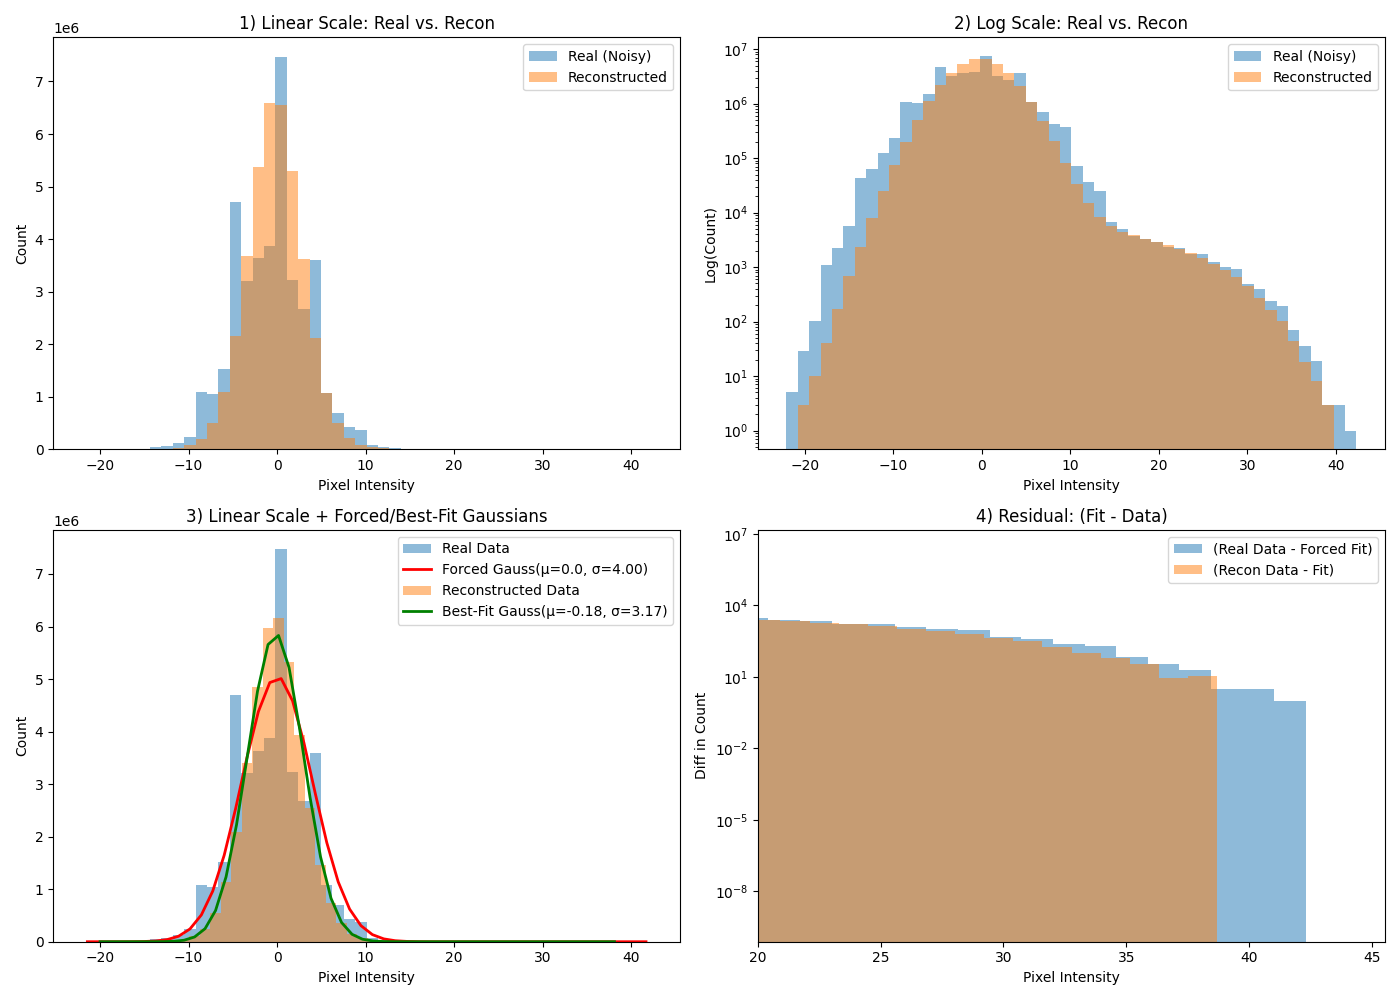 1) Linear Scale: Real vs. Recon
1e6
7
6
5
4
3
2
1
0
Count
−20 −10 0 10 20 30 40
Pixel Intensity
Real (Noisy)
Reconstructed
2) Log Scale: Real vs. Recon
10^7
10^6
10^5
10^4
10^3
10^2
10^1
10^0
Log(Count)
−20 −10 0 10 20 30 40
Pixel Intensity
Real (Noisy)
Reconstructed
3) Linear Scale + Forced/Best-Fit Gaussians
1e6
7
6
5
4
3
2
1
0
Count
−20 −10 0 10 20 30 40
Pixel Intensity
Real Data
Forced Gauss(μ=0.0, σ=4.00)
Reconstructed Data
Best-Fit Gauss(μ=-0.18, σ=3.17)
4) Residual: (Fit - Data)
10^7
10^4
10^1
10^−2
10^−5
10^−8
Diff in Count
20 25 30 35 40 45
Pixel Intensity
(Real Data - Forced Fit)
(Recon Data - Fit)